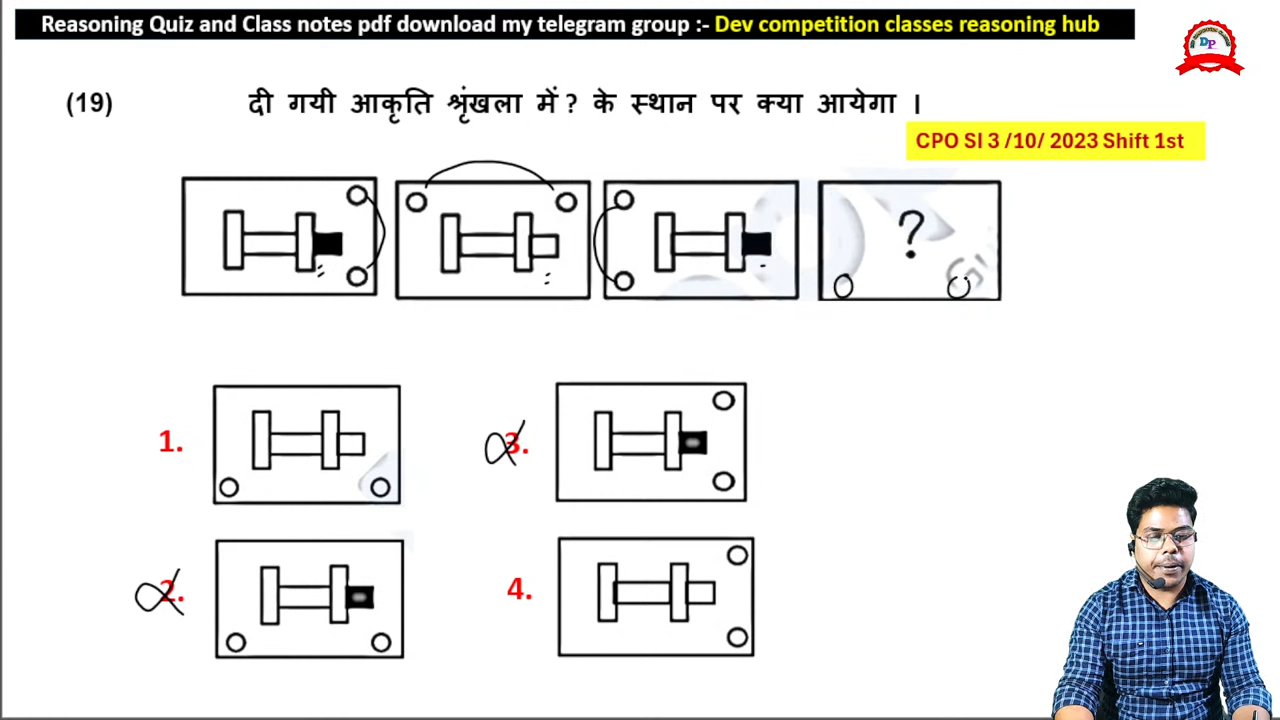 Reasoning Quiz and Class notes pdf download my telegram group :- Dev competition classes reasoning hub
DP
(19) दी गयी आकृति श्रृंखला में ? के स्थान पर क्या आयेगा ।
CPO SI 3 /10/ 2023 Shift 1st
?
1.
3.
2.
4.